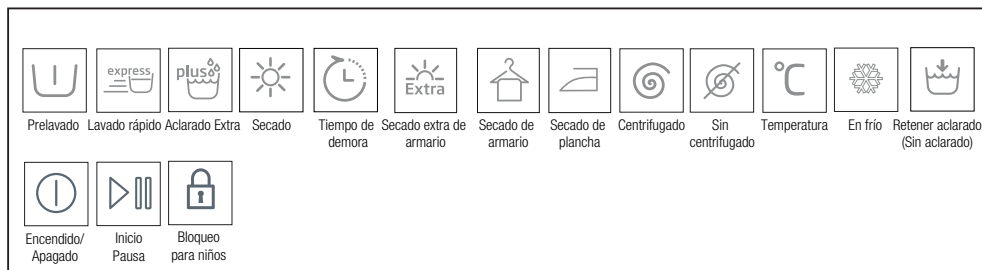 express
plus
Extra
°C
Prelavado
Lavado rápido
Aclarado Extra
Secado
Tiempo de
demora
Secado extra de
armario
Secado de
armario
Secado de
plancha
Centrifugado
Sin
centrifugado
Temperatura
En frío
Retener aclarado
(Sin aclarado)
Encendido/
Apagado
Inicio
Pausa
Bloqueo
para niños